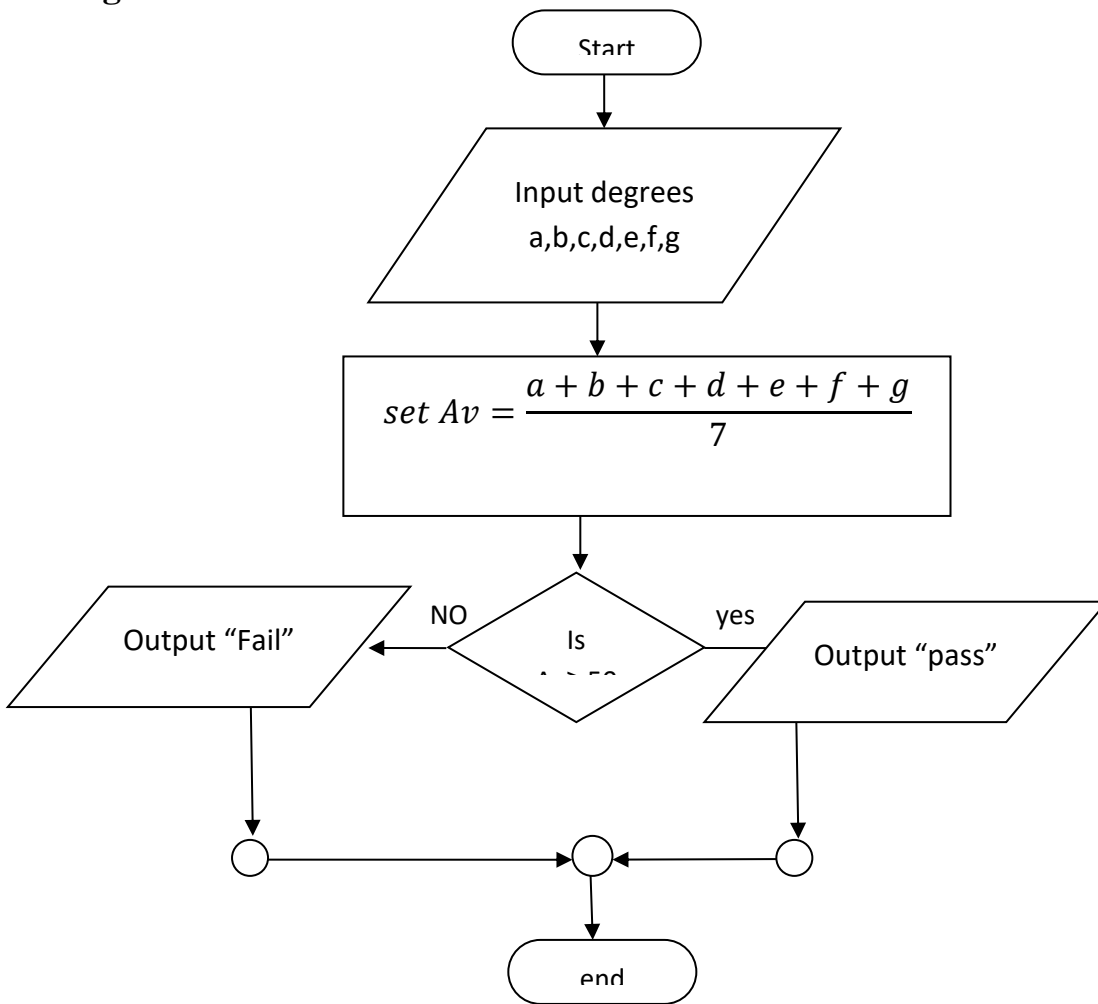 Start
Input degrees
a,b,c,d,e,f,g
set Av = a + b + c + d + e + f + g
7
NO
yes
Output “Fail”
Is
Output “pass”
end